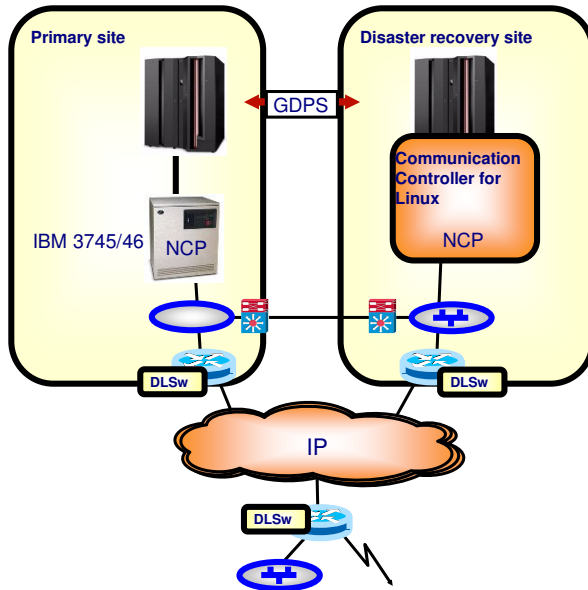 Primary site
Disaster recovery site
GDPS
Communication
Controller for
Linux
IBM 3745/46
NCP
NCP
DLSw
DLSw
IP
DLSw